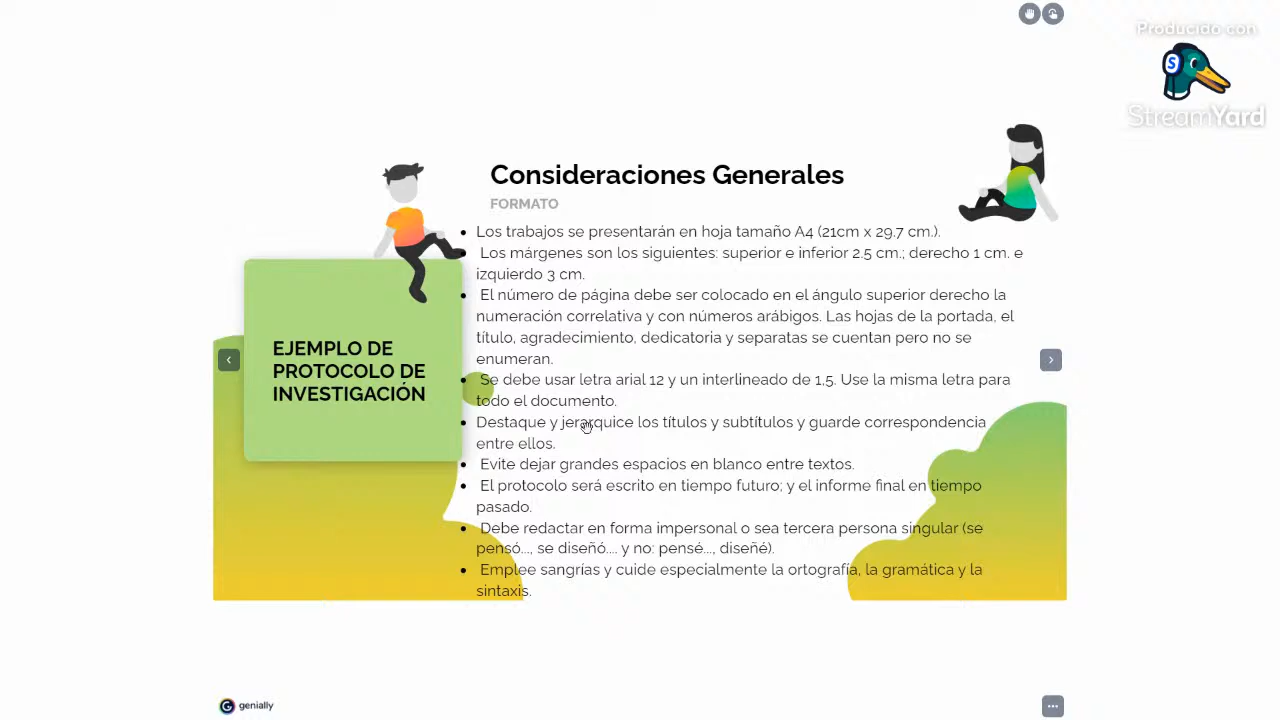 Producido con
StreamYard
Consideraciones Generales
FORMATO
Los trabajos se presentarán en hoja tamaño A4 (21cm x 29.7 cm.).
Los márgenes son los siguientes: superior e inferior 2.5 cm.; derecho 1 cm. e
izquierdo 3 cm.
El número de página debe ser colocado en el ángulo superior derecho la
numeración correlativa y con números arábigos. Las hojas de la portada, el
título, agradecimiento, dedicatoria y separatas se cuentan pero no se
enumeran.
Se debe usar letra arial 12 y un interlineado de 1,5. Use la misma letra para
todo el documento.
Destaque y jerarquice los títulos y subtítulos y guarde correspondencia
entre ellos.
Evite dejar grandes espacios en blanco entre textos.
El protocolo será escrito en tiempo futuro; y el informe final en tiempo
pasado.
Debe redactar en forma impersonal o sea tercera persona singular (se
pensó..., se diseñó.... y no: pensé..., diseñé).
Emplee sangrías y cuide especialmente la ortografía, la gramática y la
sintaxis.
EJEMPLO DE
PROTOCOLO DE
INVESTIGACIÓN
genially